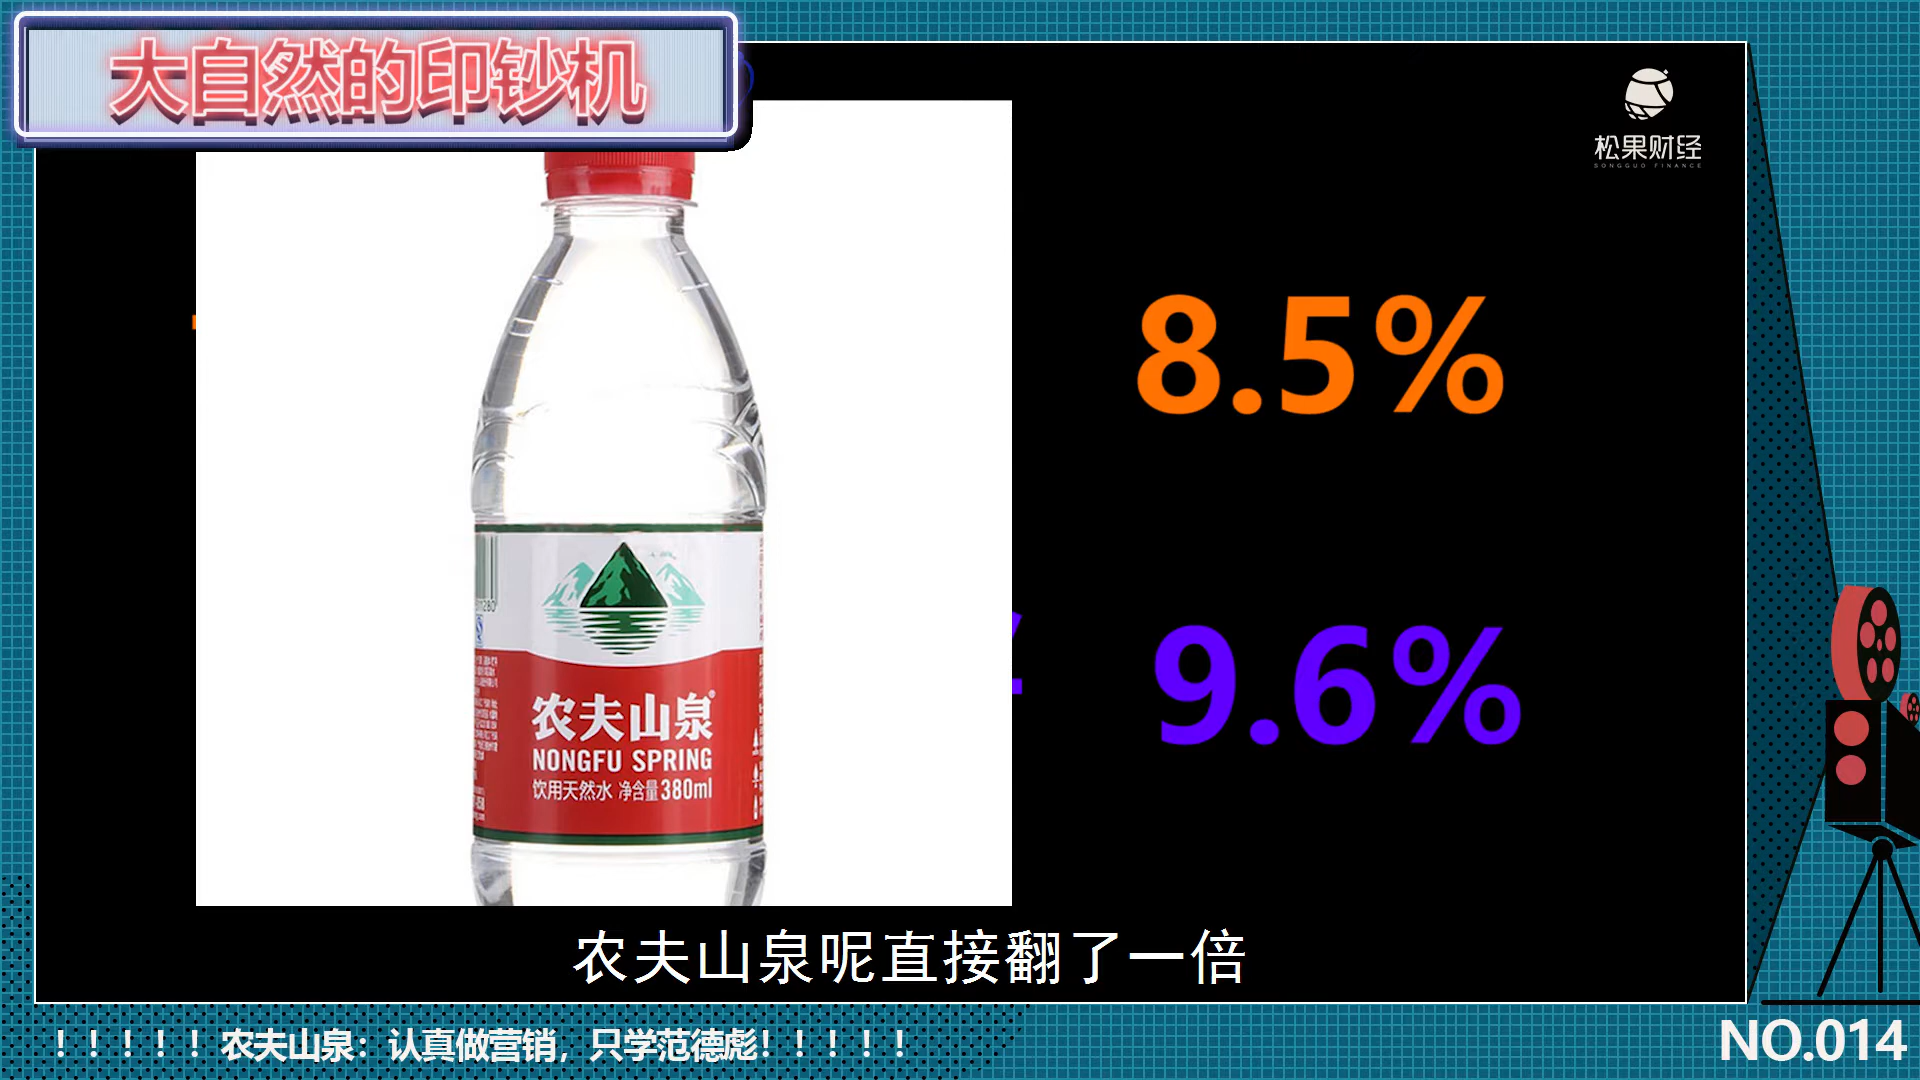 大自然的印钞机
松果财经
SONGGUO FINANCE
8.5%
9.6%
农夫山泉®
NONGFU SPRING
饮用天然水 净含量380ml
农夫山泉呢直接翻了一倍
！！！！！农夫山泉：认真做营销，只学范德彪！！！！！
NO.014